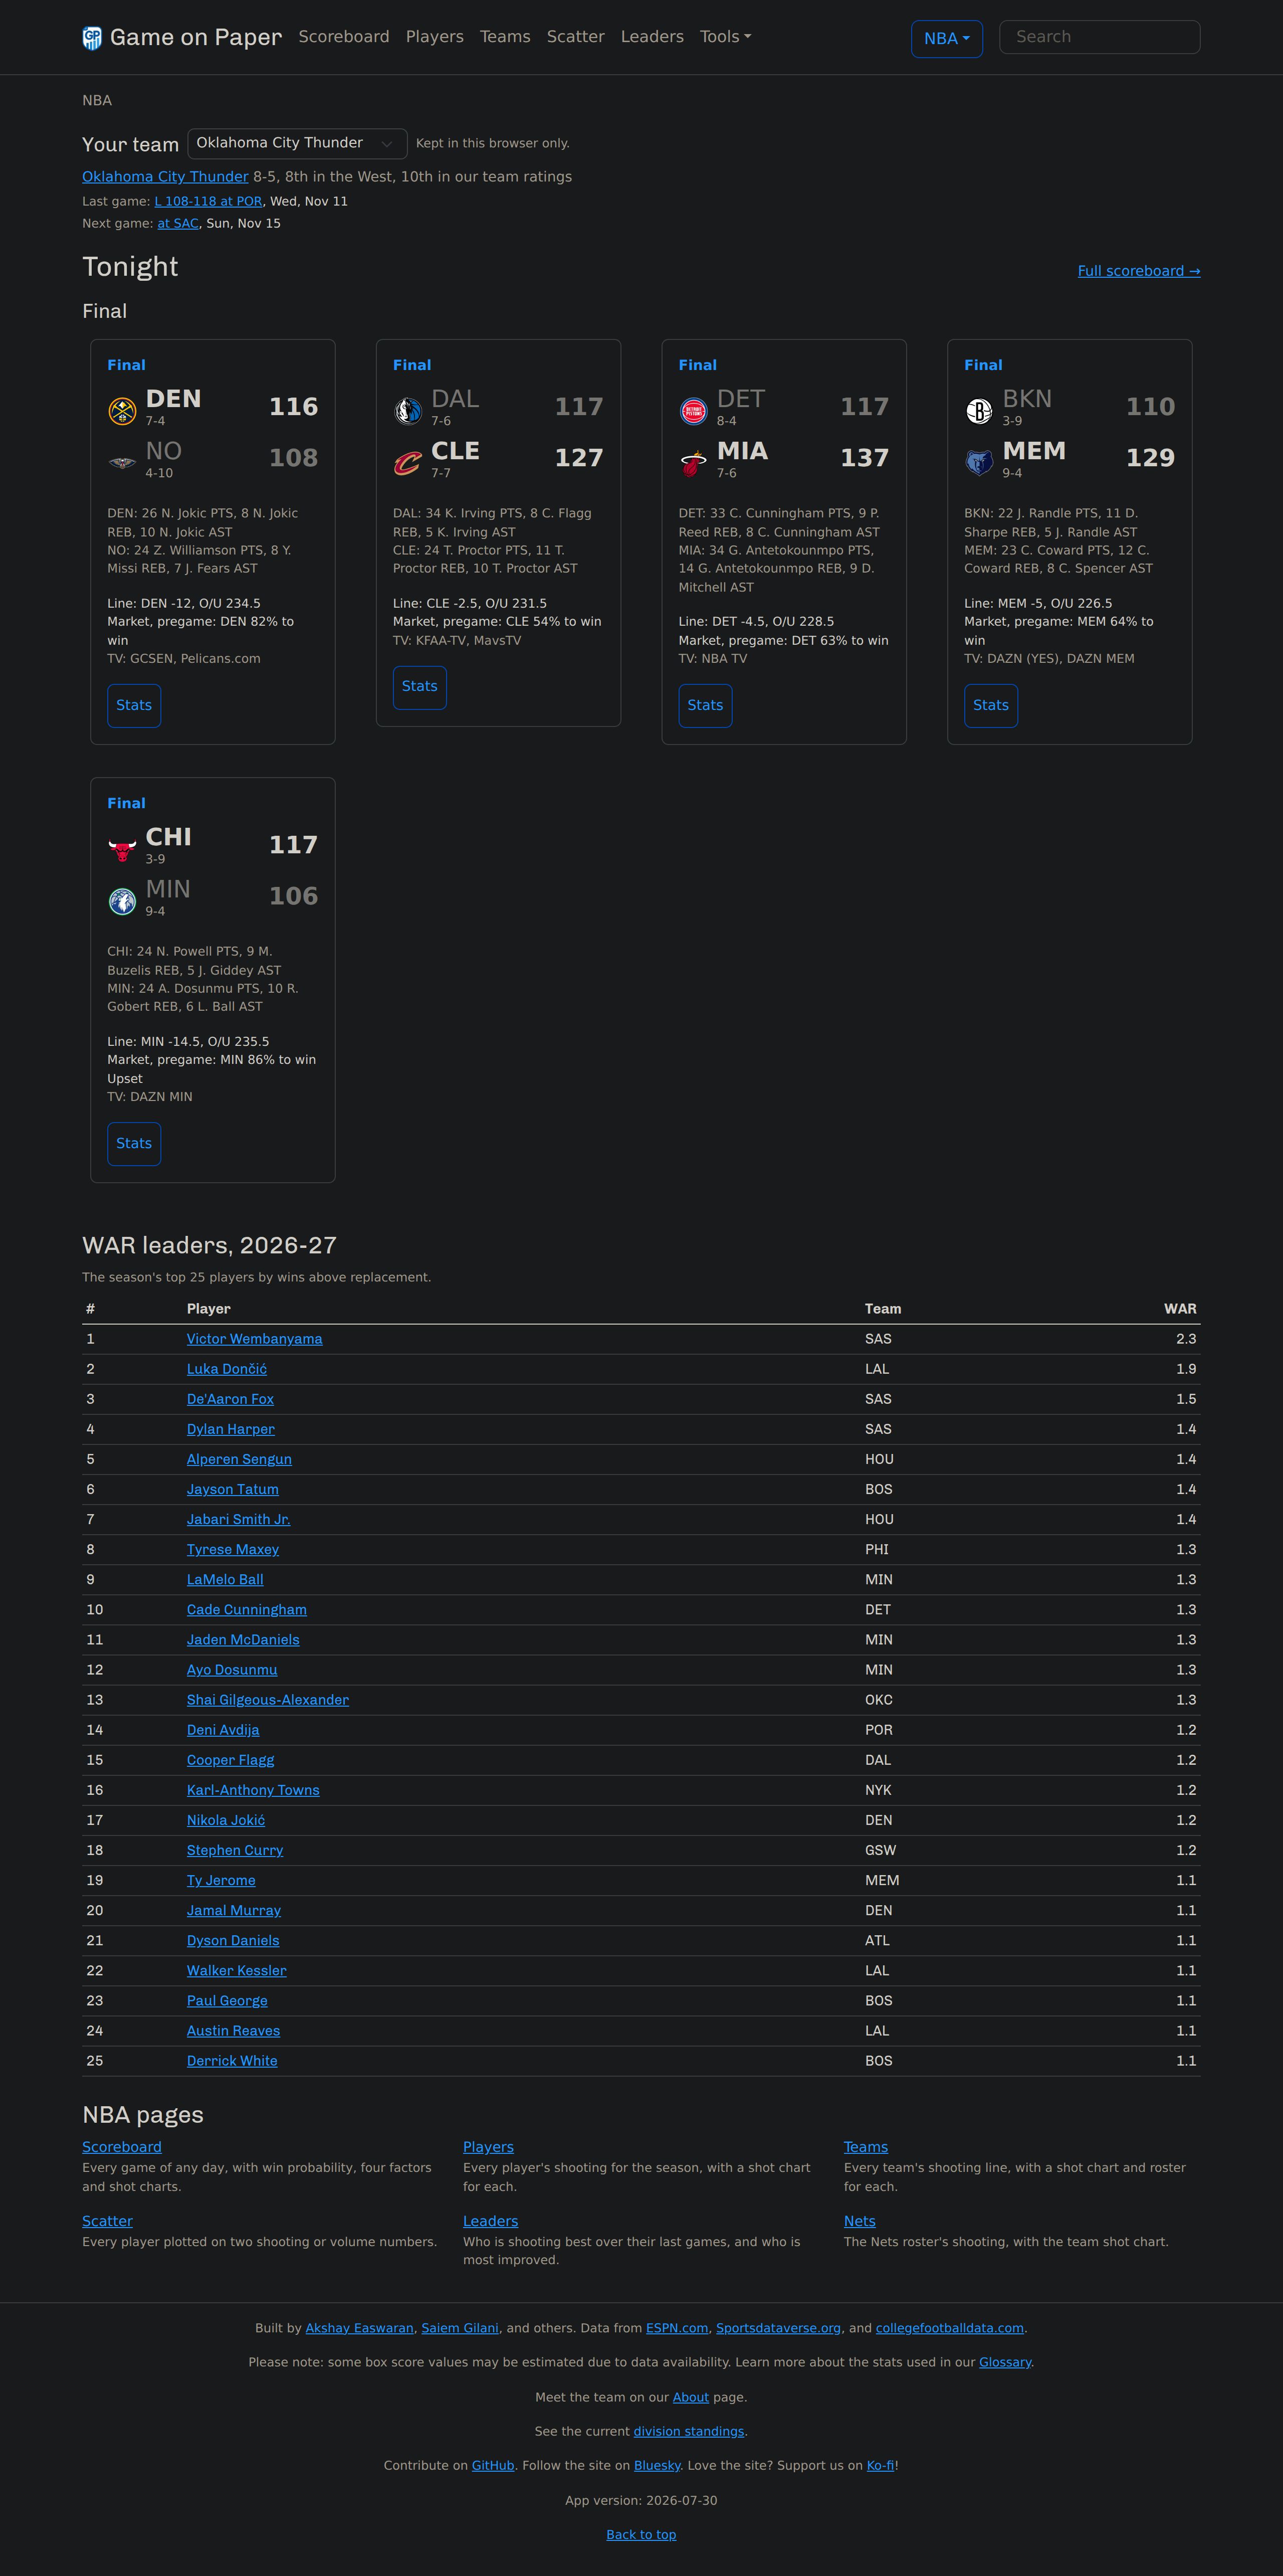 Game on Paper Scoreboard Players Teams Scatter Leaders Tools NBA Search
NBA
Your team Oklahoma City Thunder Kept in this browser only.
Oklahoma City Thunder 8-5, 8th in the West, 10th in our team ratings
Last game: L 108-118 at POR, Wed, Nov 11
Next game: at SAC, Sun, Nov 15
Tonight
Full scoreboard →
Final
Final
DEN 116
7-4
NO 108
4-10
DEN: 26 N. Jokic PTS, 8 N. Jokic
REB, 10 N. Jokic AST
NO: 24 Z. Williamson PTS, 8 Y.
Missi REB, 7 J. Fears AST
Line: DEN -12, O/U 234.5
Market, pregame: DEN 82% to
win
TV: GCSEN, Pelicans.com
Stats
Final
DAL 117
7-6
CLE 127
7-7
DAL: 34 K. Irving PTS, 8 C. Flagg
REB, 5 K. Irving AST
CLE: 24 T. Proctor PTS, 11 T.
Proctor REB, 10 T. Proctor AST
Line: CLE -2.5, O/U 231.5
Market, pregame: CLE 54% to win
TV: KFAA-TV, MavsTV
Stats
Final
DET 117
8-4
MIA 137
7-6
DET: 33 C. Cunningham PTS, 9 P.
Reed REB, 8 C. Cunningham AST
MIA: 34 G. Antetokounmpo PTS,
14 G. Antetokounmpo REB, 9 D.
Mitchell AST
Line: DET -4.5, O/U 228.5
Market, pregame: DET 63% to win
TV: NBA TV
Stats
Final
BKN 110
3-9
MEM 129
9-4
BKN: 22 J. Randle PTS, 11 D.
Sharpe REB, 5 J. Randle AST
MEM: 23 C. Coward PTS, 12 C.
Coward REB, 8 C. Spencer AST
Line: MEM -5, O/U 226.5
Market, pregame: MEM 64% to
win
TV: DAZN (YES), DAZN MEM
Stats
Final
CHI 117
3-9
MIN 106
9-4
CHI: 24 N. Powell PTS, 9 M.
Buzelis REB, 5 J. Giddey AST
MIN: 24 A. Dosunmu PTS, 10 R.
Gobert REB, 6 L. Ball AST
Line: MIN -14.5, O/U 235.5
Market, pregame: MIN 86% to win
Upset
TV: DAZN MIN
Stats
WAR leaders, 2026-27
The season's top 25 players by wins above replacement.
# Player Team WAR
1 Victor Wembanyama SAS 2.3
2 Luka Dončić LAL 1.9
3 De'Aaron Fox SAS 1.5
4 Dylan Harper SAS 1.4
5 Alperen Sengun HOU 1.4
6 Jayson Tatum BOS 1.4
7 Jabari Smith Jr. HOU 1.4
8 Tyrese Maxey PHI 1.3
9 LaMelo Ball MIN 1.3
10 Cade Cunningham DET 1.3
11 Jaden McDaniels MIN 1.3
12 Ayo Dosunmu MIN 1.3
13 Shai Gilgeous-Alexander OKC 1.3
14 Deni Avdija POR 1.2
15 Cooper Flagg DAL 1.2
16 Karl-Anthony Towns NYK 1.2
17 Nikola Jokić DEN 1.2
18 Stephen Curry GSW 1.2
19 Ty Jerome MEM 1.1
20 Jamal Murray DEN 1.1
21 Dyson Daniels ATL 1.1
22 Walker Kessler LAL 1.1
23 Paul George BOS 1.1
24 Austin Reaves LAL 1.1
25 Derrick White BOS 1.1
NBA pages
Scoreboard
Every game of any day, with win probability, four factors
and shot charts.
Players
Every player's shooting for the season, with a shot chart
for each.
Teams
Every team's shooting line, with a shot chart and roster
for each.
Scatter
Every player plotted on two shooting or volume numbers.
Leaders
Who is shooting best over their last games, and who is
most improved.
Nets
The Nets roster's shooting, with the team shot chart.
Built by Akshay Easwaran, Saiem Gilani, and others. Data from ESPN.com, Sportsdataverse.org, and collegefootballdata.com.
Please note: some box score values may be estimated due to data availability. Learn more about the stats used in our Glossary.
Meet the team on our About page.
See the current division standings.
Contribute on GitHub. Follow the site on Bluesky. Love the site? Support us on Ko-fi!
App version: 2026-07-30
Back to top